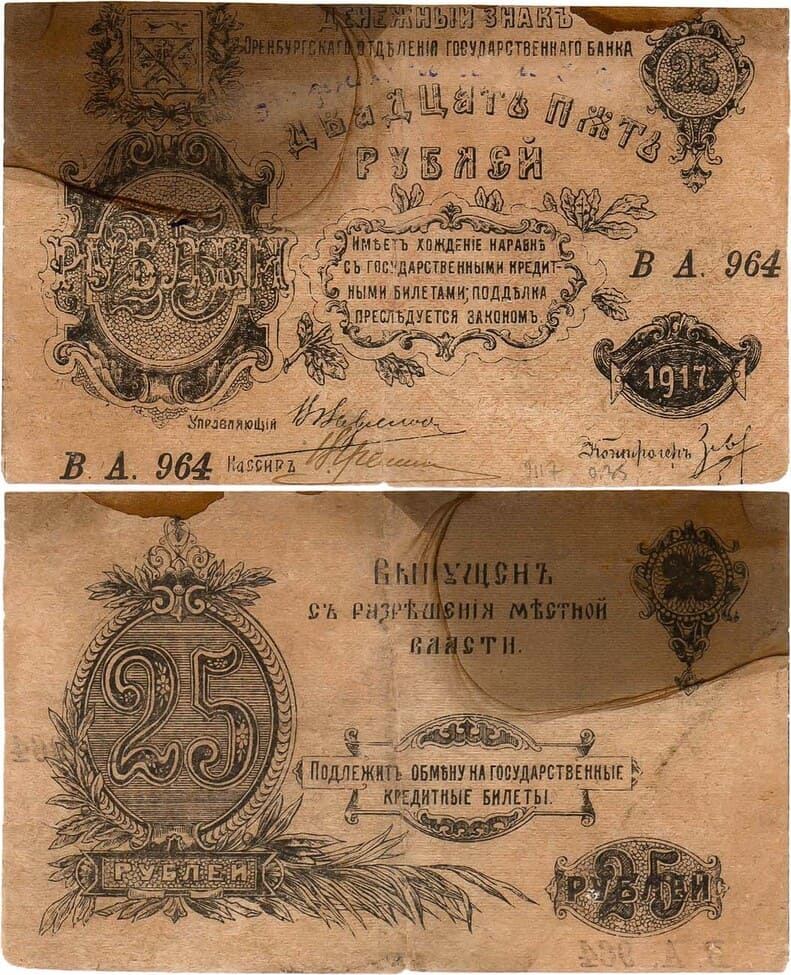 ДЕНЕЖНЫЙ ЗНАКЪ
ОРЕНБУРГСКАГО ОТДѢЛЕНІЯ ГОСУДАРСТВЕННАГО БАНКА
25
ДВАДЦАТЬ ПЯТЬ
РУБЛЕЙ
25
РУБЛЕЙ
ИМѢЕТЪ ХОЖДЕНІЕ НАРАВНѢ
СЪ ГОСУДАРСТВЕННЫМИ КРЕДИТ-
НЫМИ БИЛЕТАМИ; ПОДДѢЛКА
ПРЕСЛѢДУЕТСЯ ЗАКОНОМЪ.
В А. 964
1917
УПРАВЛЯЮЩІЙ
В. А. 964 КАССИРЪ
Контролеръ
ВЫПУЩЕНЪ
СЪ РАЗРѢШЕНІЯ МѢСТНОЙ
ВЛАСТИ.
25
РУБЛЕЙ
ПОДЛЕЖИТЪ ОБМѢНУ НА ГОСУДАРСТВЕННЫЕ
КРЕДИТНЫЕ БИЛЕТЫ.
25
РУБЛЕЙ